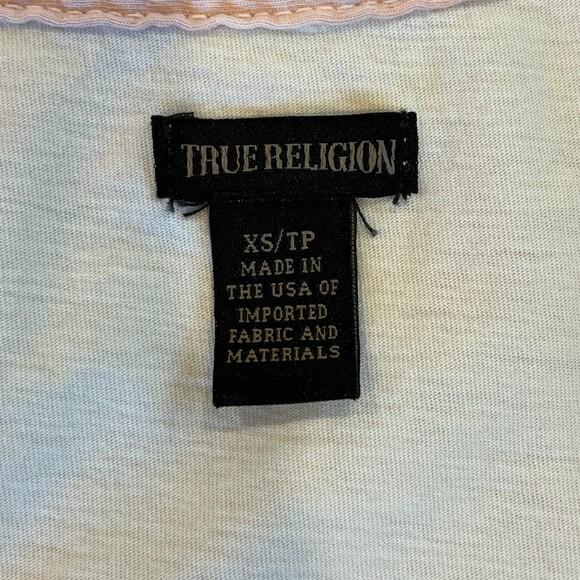 TRUE RELIGION
XS/TP
MADE IN
THE USA OF
IMPORTED
FABRIC AND
MATERIALS